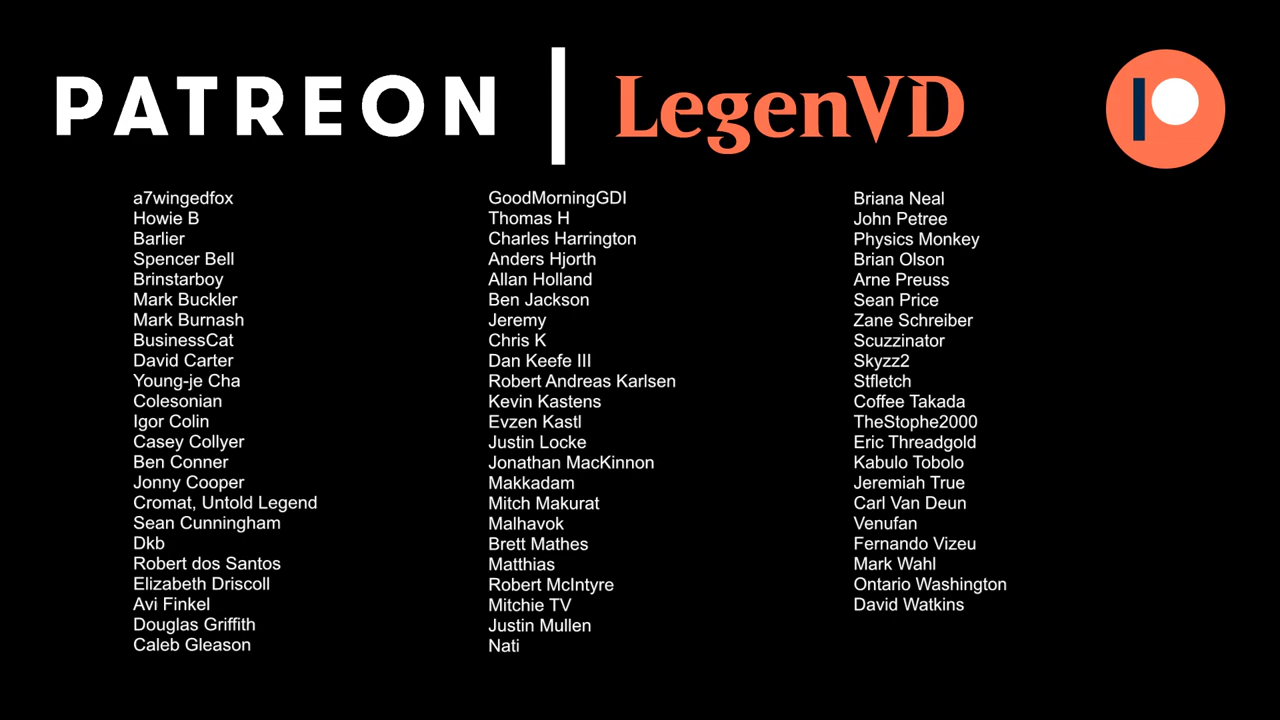 PATREON | LegenVD
a7wingedfox
Howie B
Barlier
Spencer Bell
Brinstarboy
Mark Buckler
Mark Burnash
BusinessCat
David Carter
Young-je Cha
Colesonian
Igor Colin
Casey Collyer
Ben Conner
Jonny Cooper
Cromat, Untold Legend
Sean Cunningham
Dkb
Robert dos Santos
Elizabeth Driscoll
Avi Finkel
Douglas Griffith
Caleb Gleason
GoodMorningGDI
Thomas H
Charles Harrington
Anders Hjorth
Allan Holland
Ben Jackson
Jeremy
Chris K
Dan Keefe III
Robert Andreas Karlsen
Kevin Kastens
Evzen Kastl
Justin Locke
Jonathan MacKinnon
Makkadam
Mitch Makurat
Malhavok
Brett Mathes
Matthias
Robert McIntyre
Mitchie TV
Justin Mullen
Nati
Briana Neal
John Petree
Physics Monkey
Brian Olson
Arne Preuss
Sean Price
Zane Schreiber
Scuzzinator
Skyzz2
Stfletch
Coffee Takada
TheStophe2000
Eric Threadgold
Kabulo Tobolo
Jeremiah True
Carl Van Deun
Venufan
Fernando Vizeu
Mark Wahl
Ontario Washington
David Watkins